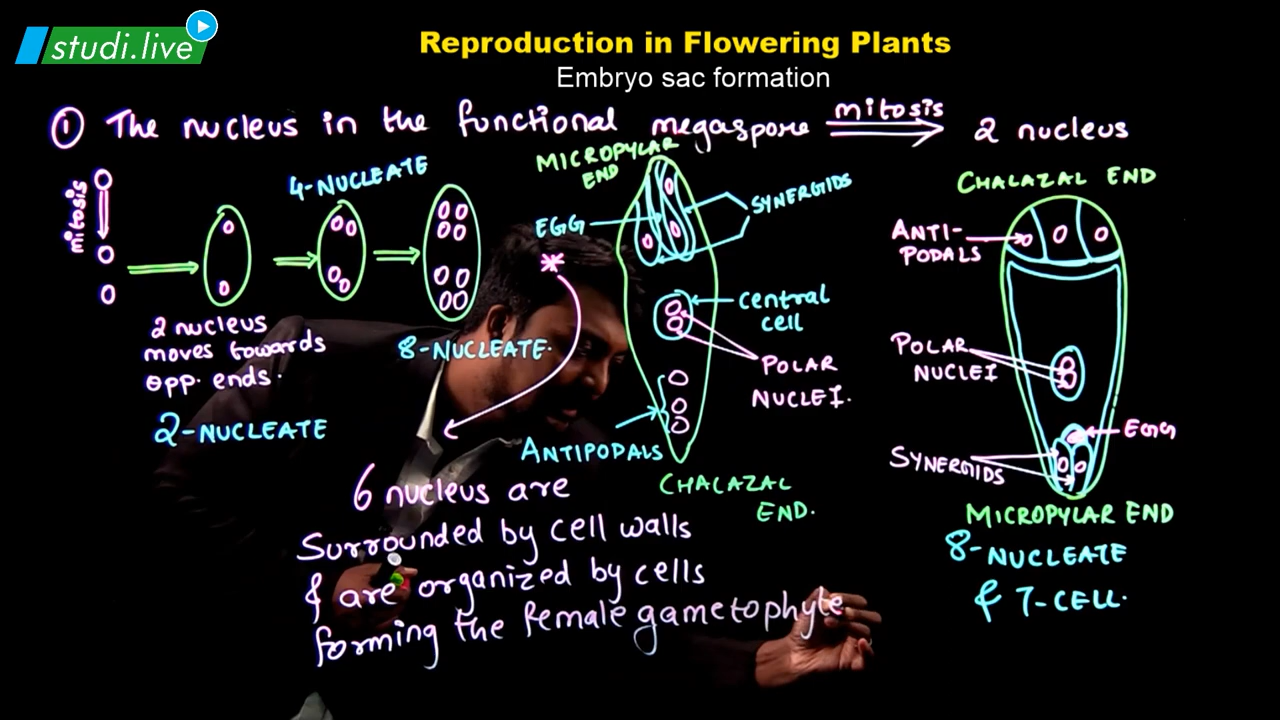 studi.live
Reproduction in Flowering Plants
Embryo sac formation
① The nucleus in the functional megaspore mitosis 2 nucleus
mitosis
2 nucleus
moves towards
opp. ends.
2-NUCLEATE
4-NUCLEATE
8-NUCLEATE.
MICROPYLAR
END
EGG
SYNERGIDS
central
cell
POLAR
NUCLEI.
ANTIPODALS
CHALAZAL
END.
6 nucleus are
surrounded by cell walls
& are organized by cells
forming the female gametophyte
CHALAZAL END
ANTI-
PODALS
POLAR
NUCLEI
EGG
SYNERGIDS
MICROPYLAR END
8-NUCLEATE
& 7-CELL.